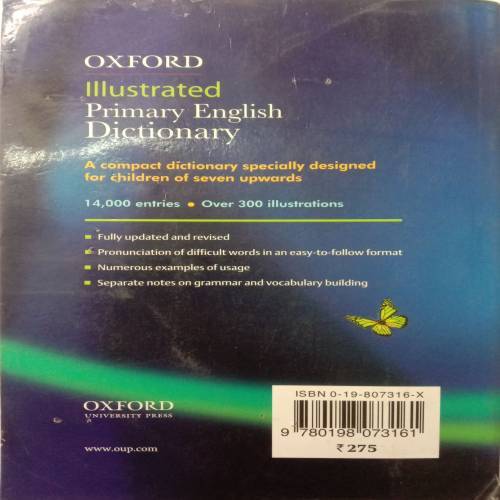 OXFORD
Illustrated
Primary English
Dictionary
A compact dictionary specially designed
for children of seven upwards
14,000 entries • Over 300 illustrations
Fully updated and revised
Pronunciation of difficult words in an easy-to-follow format
Numerous examples of usage
Separate notes on grammar and vocabulary building
ISBN 0-19-807316-X
9 780198 073161
₹ 275
OXFORD
UNIVERSITY PRESS
www.oup.com